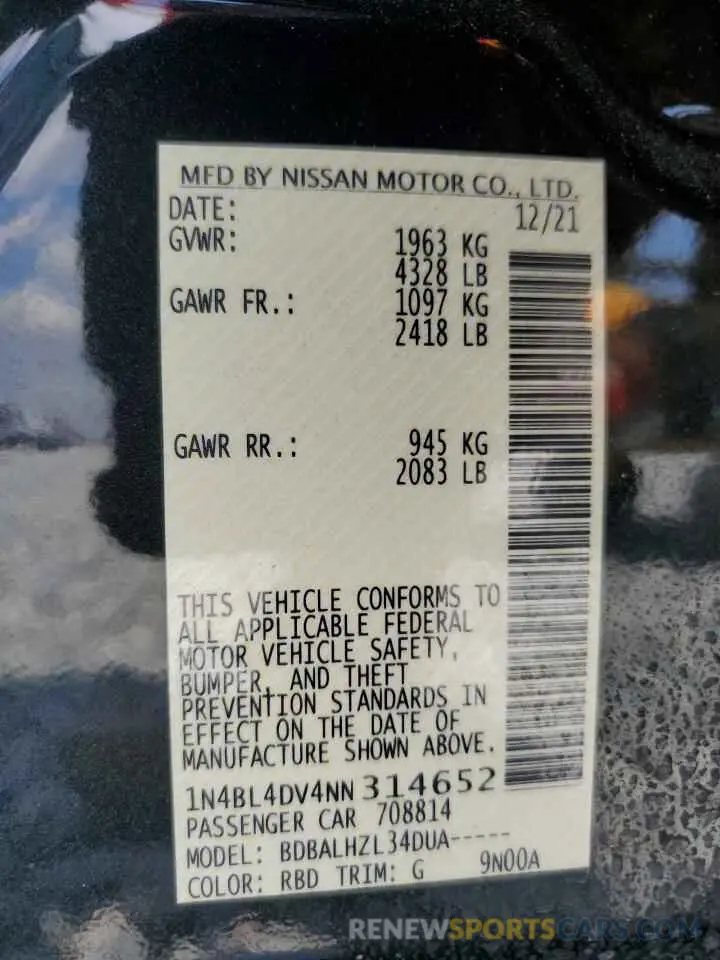 MFD BY NISSAN MOTOR CO., LTD.
DATE: 12/21
GVWR: 1963 KG
4328 LB
GAWR FR.: 1097 KG
2418 LB
GAWR RR.: 945 KG
2083 LB
THIS VEHICLE CONFORMS TO
ALL APPLICABLE FEDERAL
MOTOR VEHICLE SAFETY,
BUMPER, AND THEFT
PREVENTION STANDARDS IN
EFFECT ON THE DATE OF
MANUFACTURE SHOWN ABOVE.
1N4BL4DV4NN314652
PASSENGER CAR 708814
MODEL: BDBALHZL34DUA-----
COLOR: RBD TRIM: G 9N00A
RENEWSPORTSCARS.COM